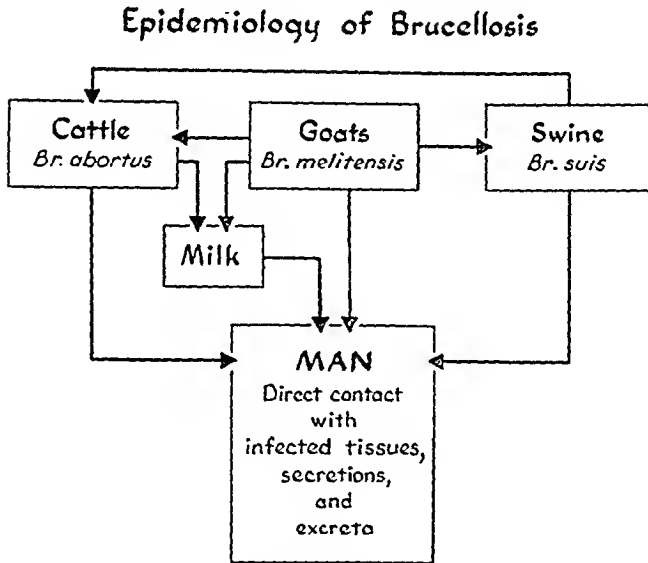 Epidemiology of Brucellosis
Cattle
Br. abortus
Goats
Br. melitensis
Swine
Br. suis
Milk
MAN
Direct contact
with
infected tissues,
secretions,
and
excreta